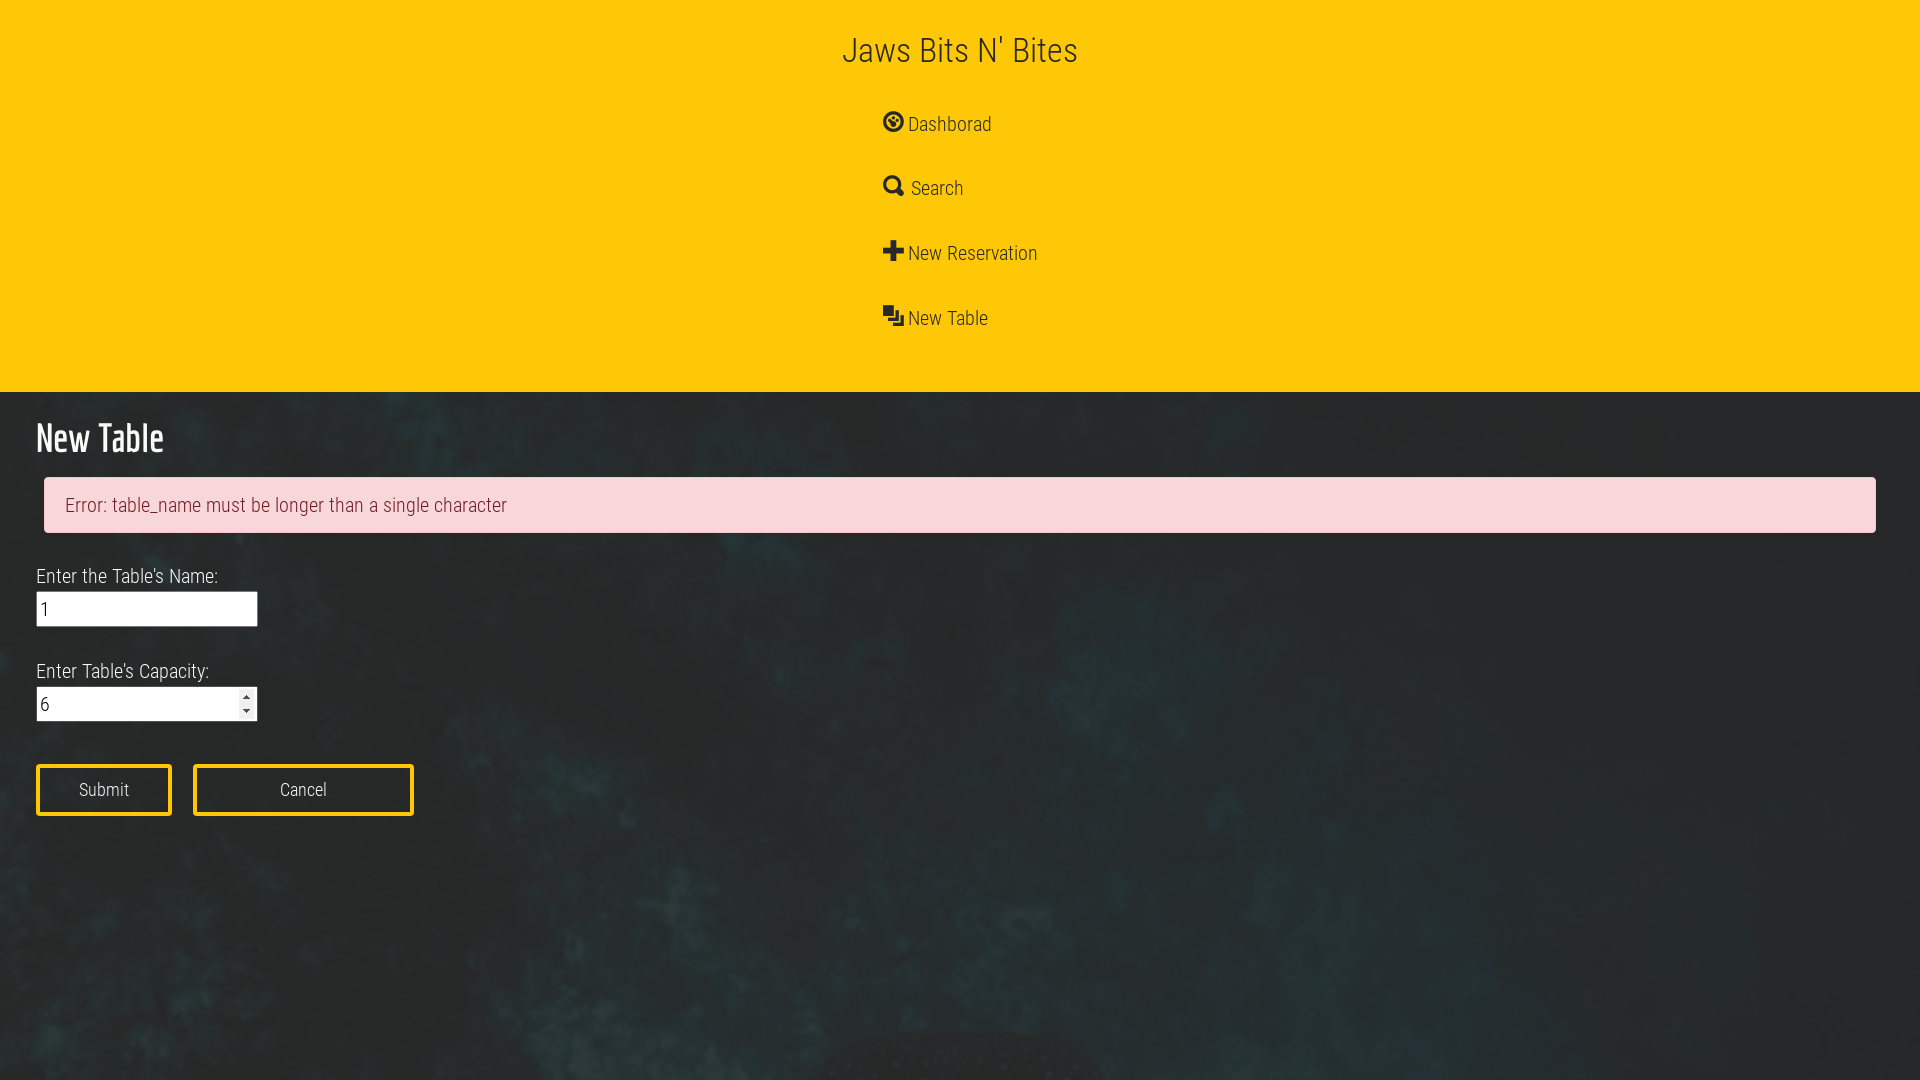 Jaws Bits N' Bites
Dashborad
Search
New Reservation
New Table
New Table
Error: table_name must be longer than a single character
Enter the Table's Name:
1
Enter Table's Capacity:
6
Submit
Cancel